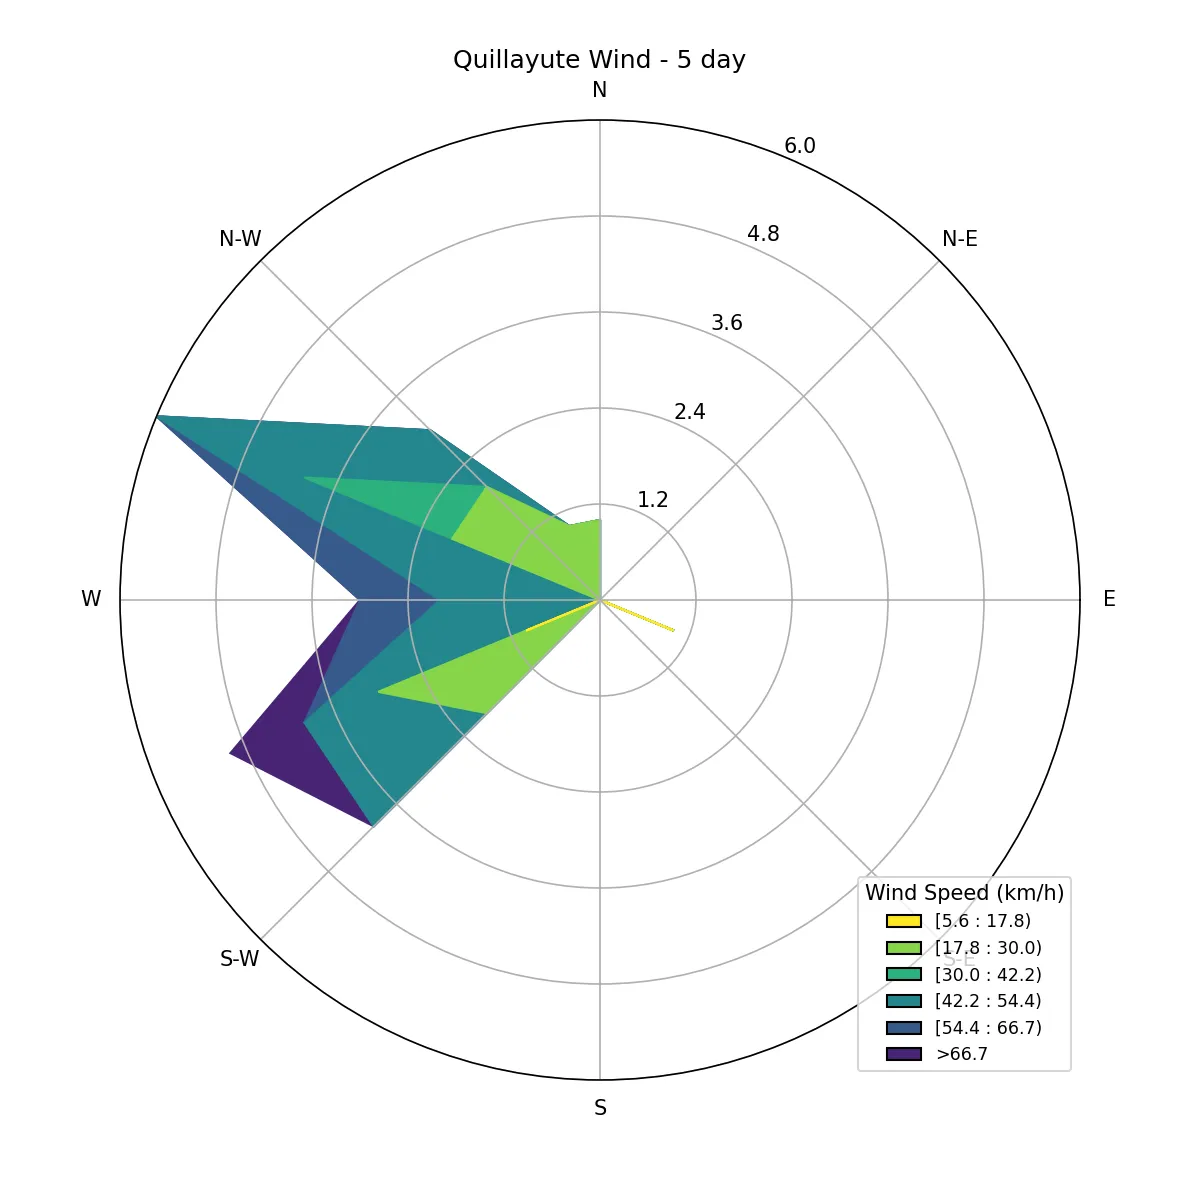 Quillayute Wind - 5 day
N
6.0
N-W
4.8
N-E
3.6
2.4
1.2
W
E
Wind Speed (km/h)
[5.6 : 17.8)
[17.8 : 30.0)
S-W
S-E
[30.0 : 42.2)
[42.2 : 54.4)
[54.4 : 66.7)
>66.7
S